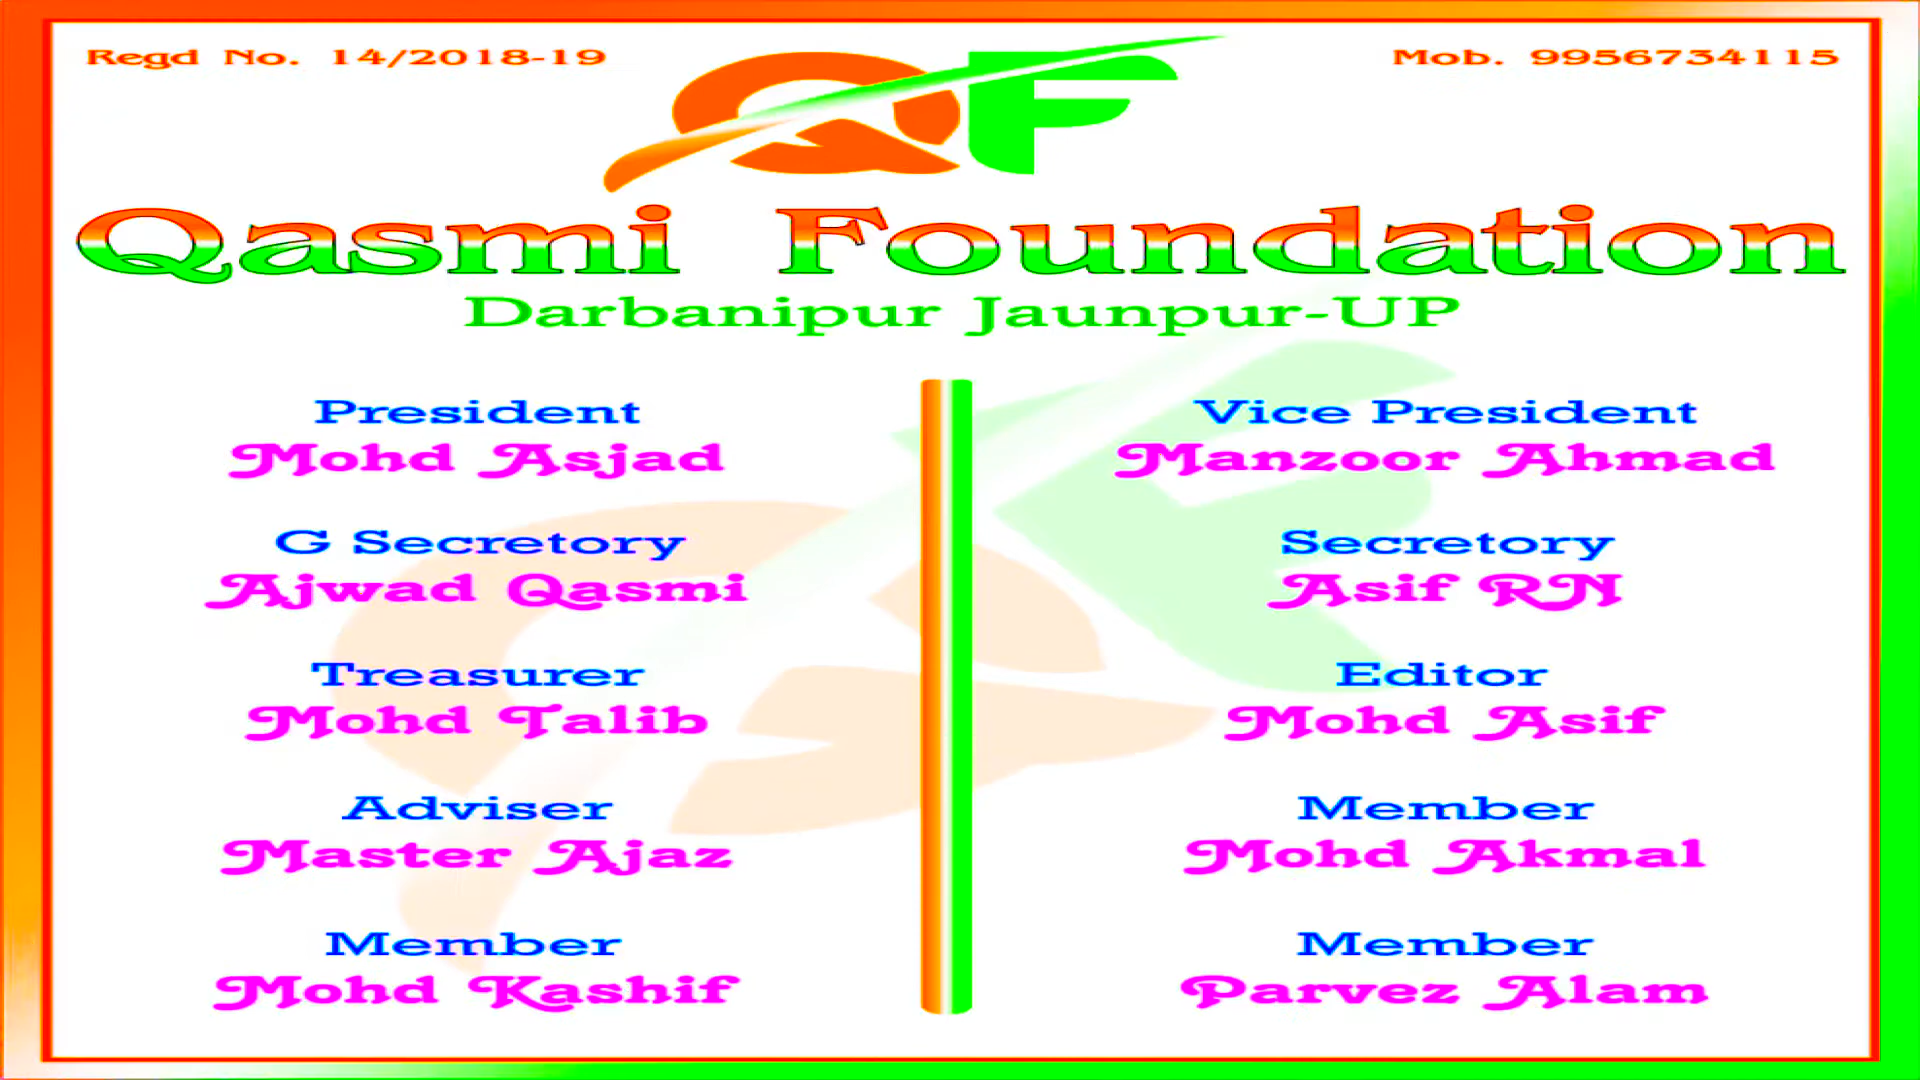 Regd No. 14/2018-19
Mob. 9956734115
QF
Qasmi Foundation
Darbanipur Jaunpur-UP
President
Mohd Asjad
Vice President
Manzoor Ahmad
G Secretory
Ajwad Qasmi
Secretory
Asif RN
Treasurer
Mohd Talib
Editor
Mohd Asif
Adviser
Master Ajaz
Member
Mohd Akmal
Member
Mohd Kashif
Member
Parvez Alam